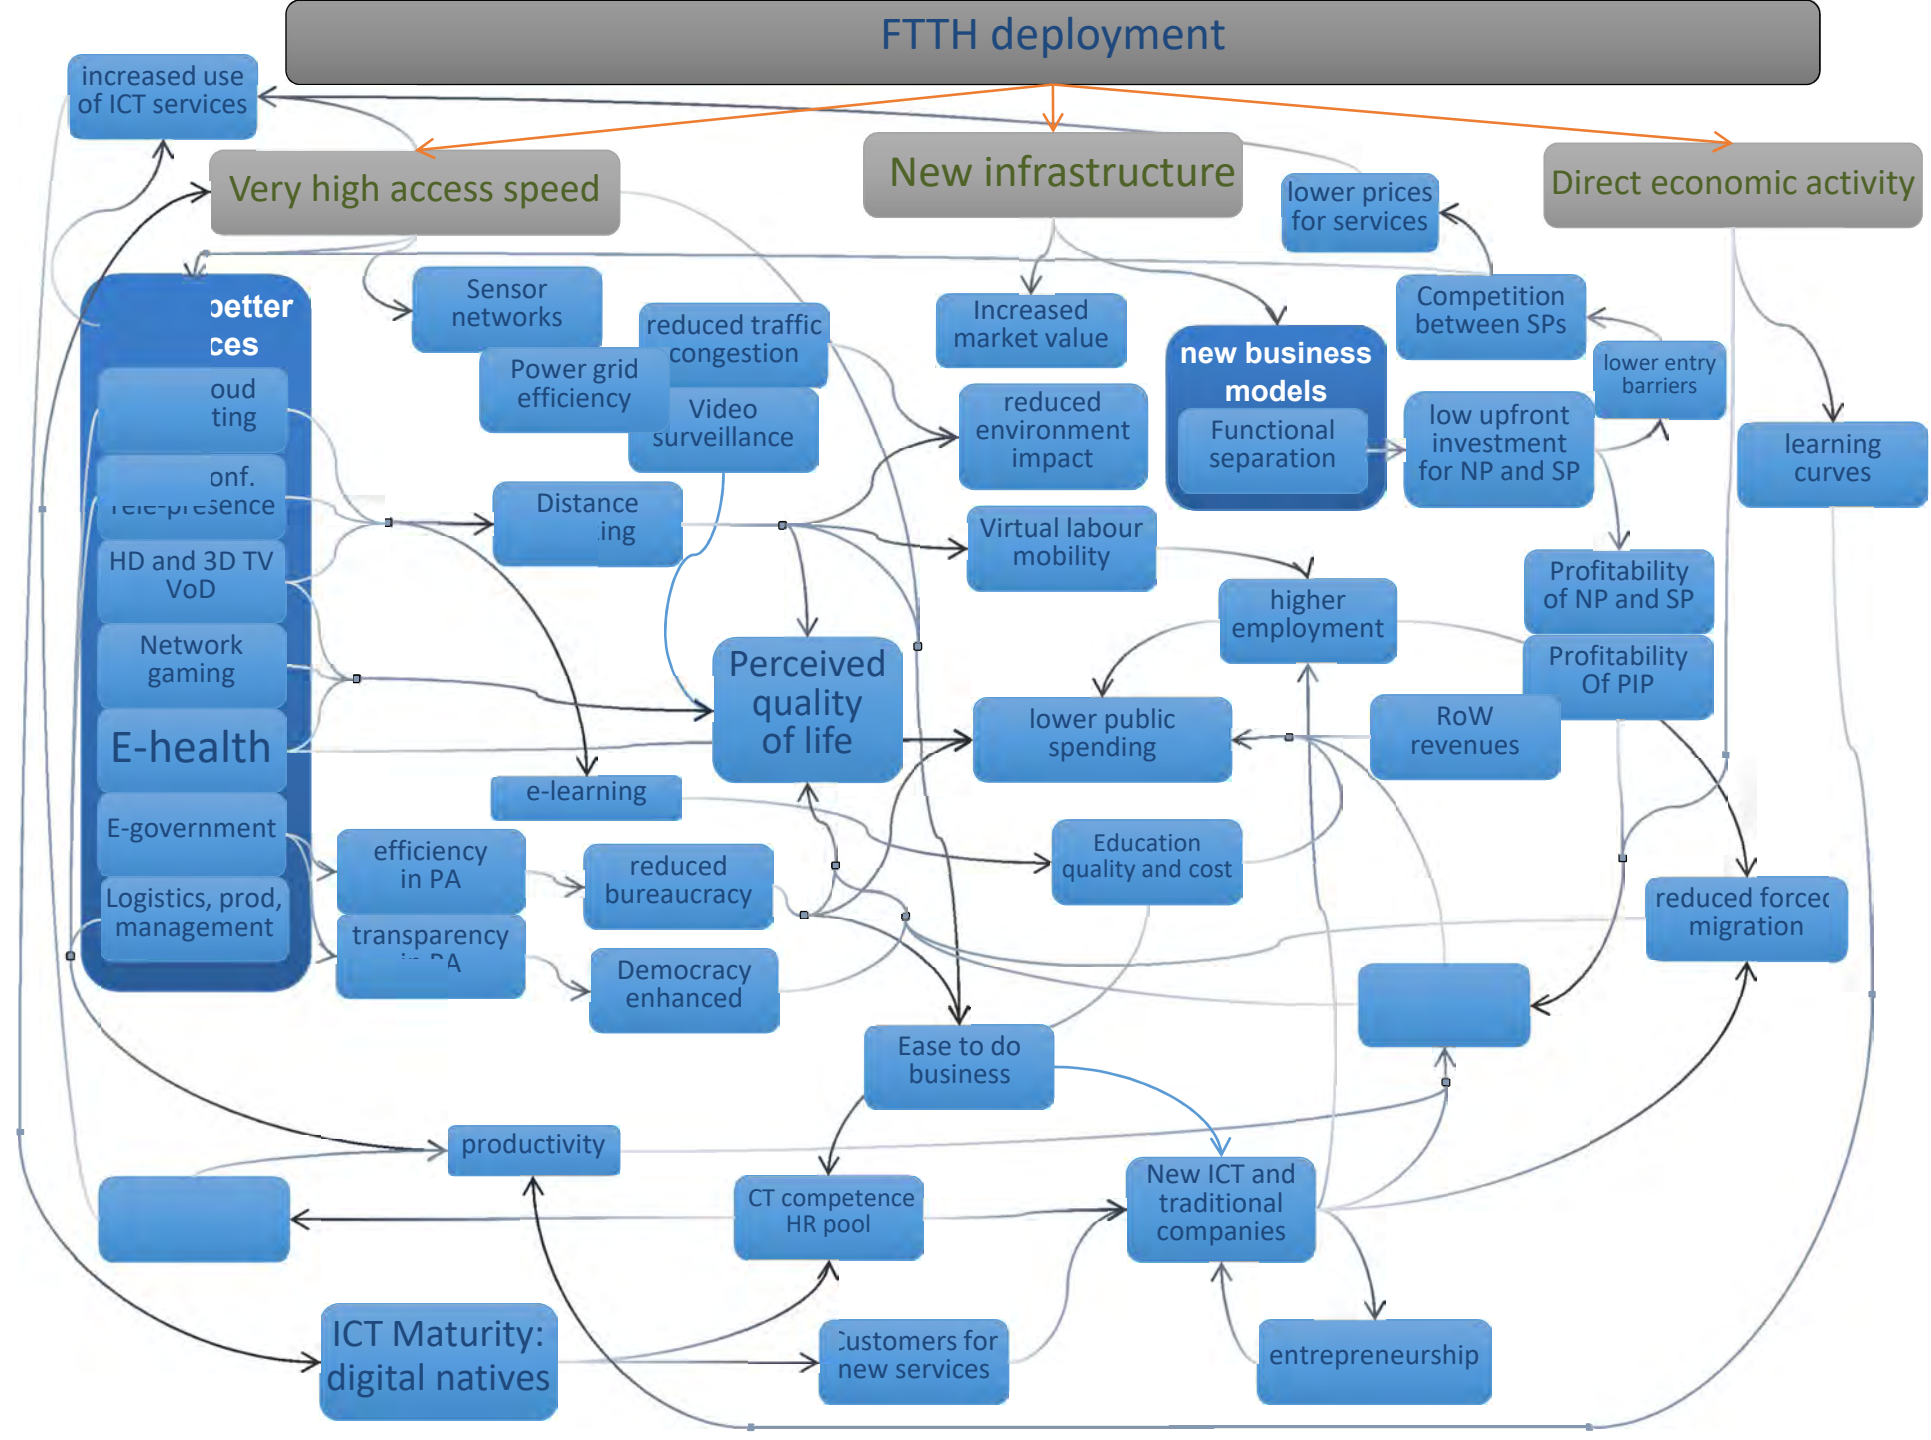 FTTH deployment
increased use
of ICT services
Very high access speed
New infrastructure
Direct economic activity
lower prices
for services
better
ces
oud
ting
onf.
HD and 3D TV
VoD
Network
gaming
E-health
E-government
Logistics, prod,
management
Sensor
networks
reduced traffic
congestion
Power grid
efficiency
Video
surveillance
Increased
market value
new business
models
Functional
separation
Competition
between SPs
lower entry
barriers
low upfront
investment
for NP and SP
learning
curves
reduced
environment
impact
Distance
ing
Virtual labour
mobility
higher
employment
Profitability
of NP and SP
Profitability
Of PIP
RoW
revenues
Perceived
quality
of life
lower public
spending
e-learning
Education
quality and cost
efficiency
in PA
reduced
bureaucracy
transparency
Democracy
enhanced
reduced forced
migration
Ease to do
business
productivity
CT competence
HR pool
New ICT and
traditional
companies
ICT Maturity:
digital natives
ustomers for
new services
entrepreneurship